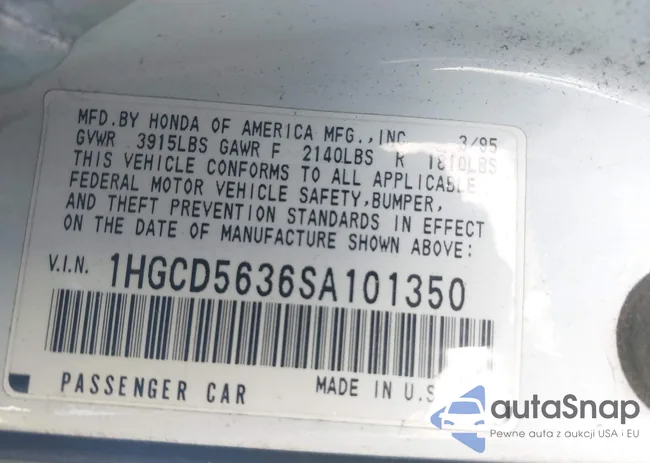 MFD.BY HONDA OF AMERICA MFG.,INC 3/95
GVWR 3915LBS GAWR F 2140LBS R 1810LBS
THIS VEHICLE CONFORMS TO ALL APPLICABLE
FEDERAL MOTOR VEHICLE SAFETY,BUMPER,
AND THEFT PREVENTION STANDARDS IN EFFECT
ON THE DATE OF MANUFACTURE SHOWN ABOVE:
V.I.N. 1HGCD5636SA101350
PASSENGER CAR MADE IN U.S
autaSnap
Pewne auta z aukcji USA i EU